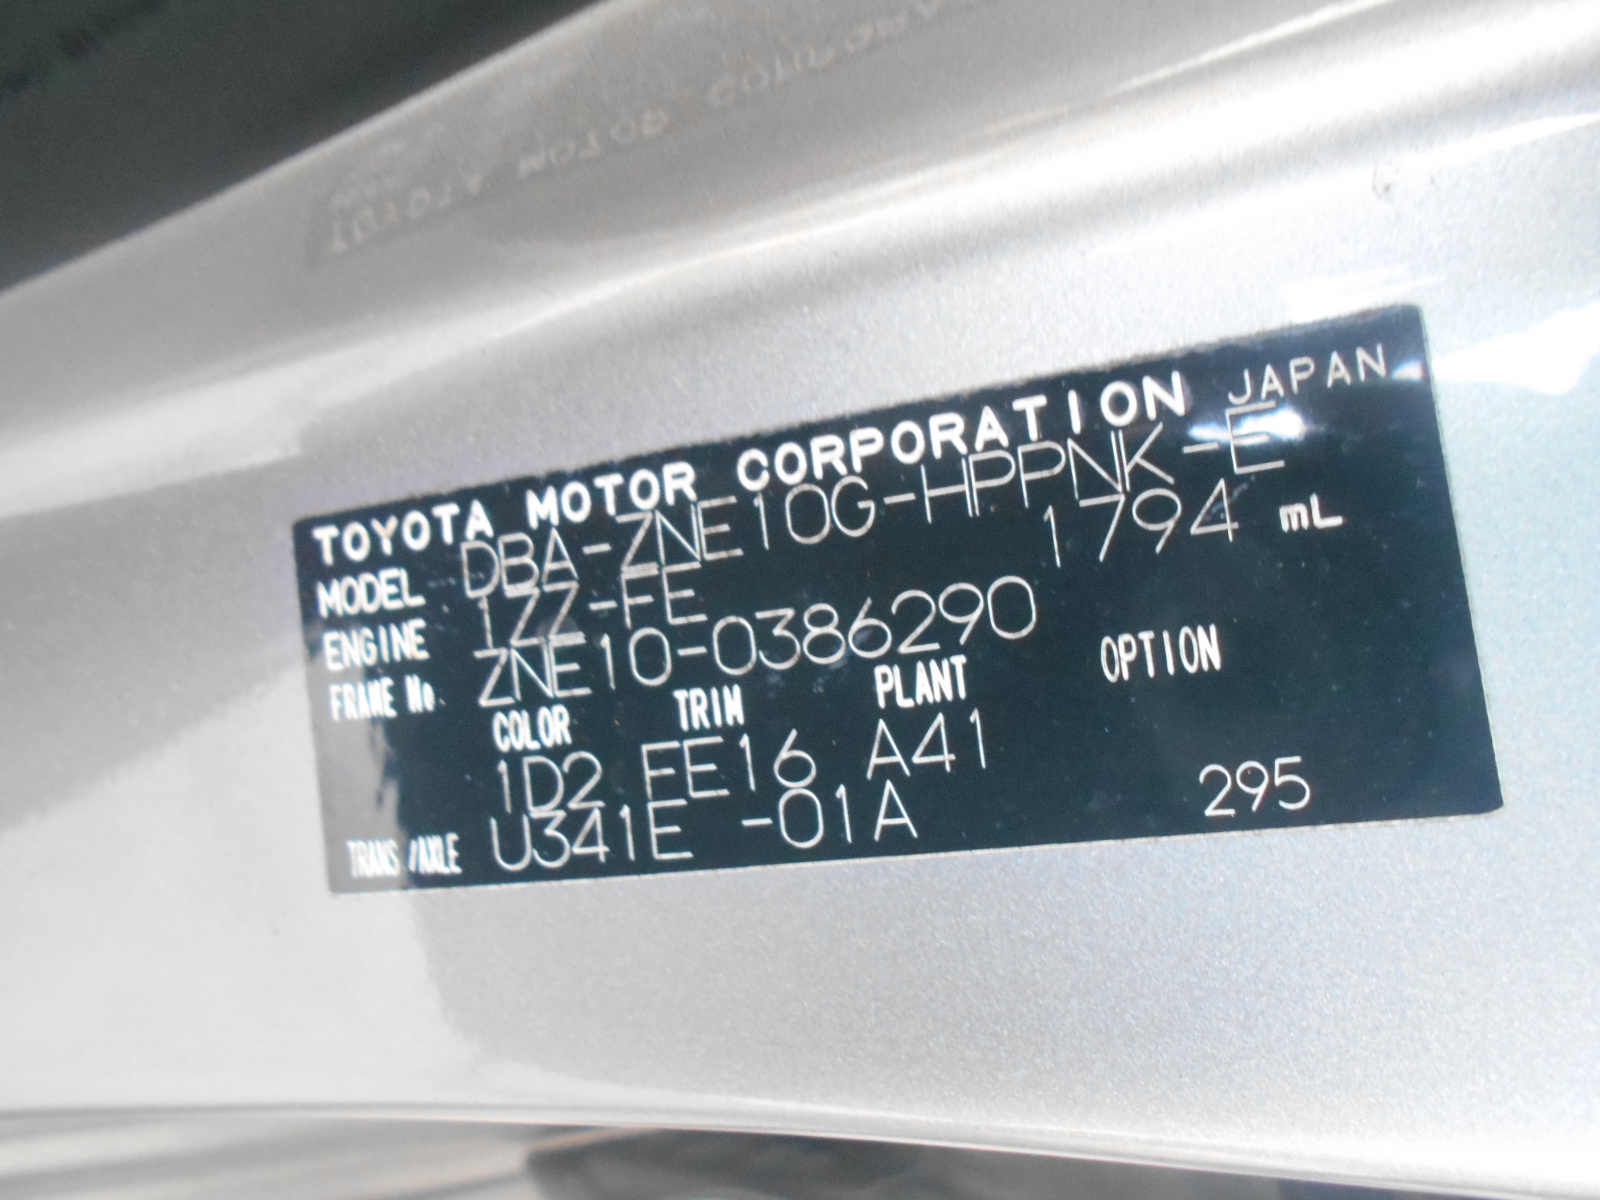 TOYOTA MOTOR CORPORATION JAPAN
MODEL DBA-ZNE10G-HPPNK-E
ENGINE 1ZZ-FE 1794 mL
FRAME No. ZNE10-0386290
COLOR TRIM PLANT OPTION
1D2 FE16 A41
TRANS/AXLE U341E -01A 295